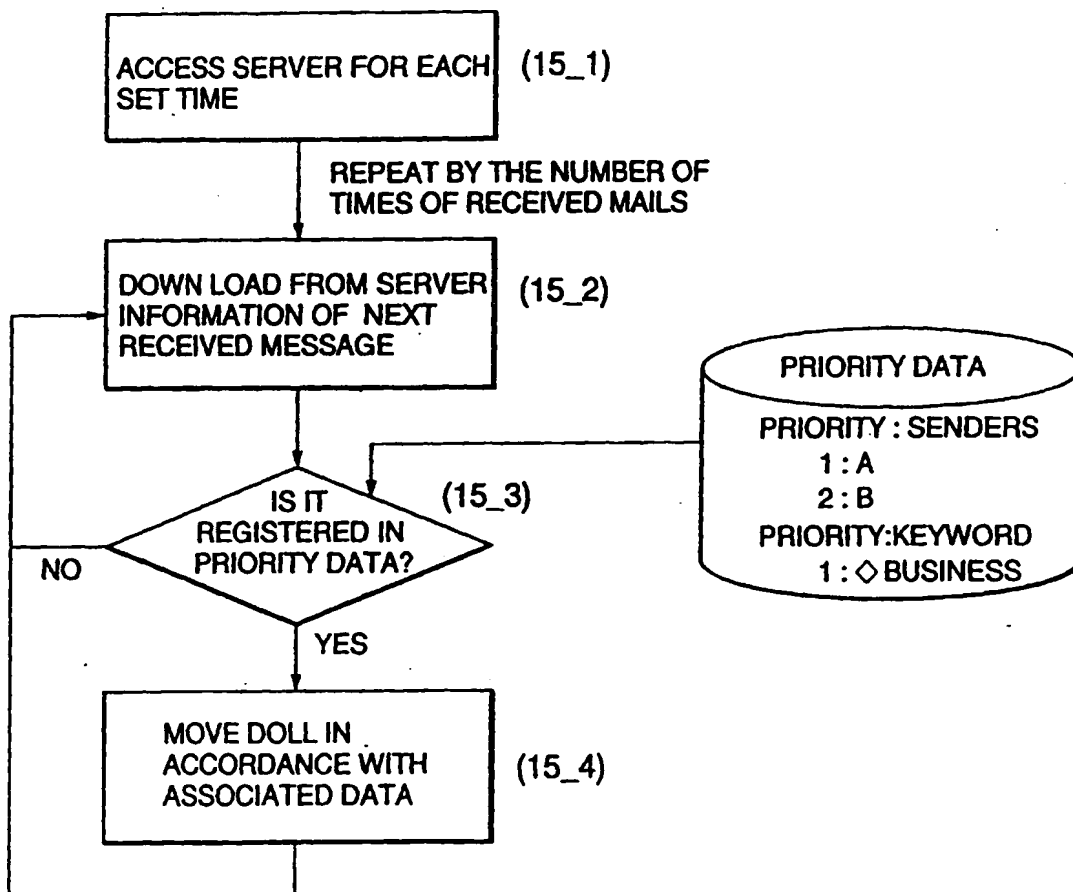 ACCESS SERVER FOR EACH
SET TIME
(15_1)
REPEAT BY THE NUMBER OF
TIMES OF RECEIVED MAILS
DOWN LOAD FROM SERVER
INFORMATION OF NEXT
RECEIVED MESSAGE
(15_2)
PRIORITY DATA
PRIORITY : SENDERS
1 : A
2 : B
PRIORITY:KEYWORD
1 : ◇ BUSINESS
IS IT
REGISTERED IN
PRIORITY DATA?
(15_3)
NO
YES
MOVE DOLL IN
ACCORDANCE WITH
ASSOCIATED DATA
(15_4)